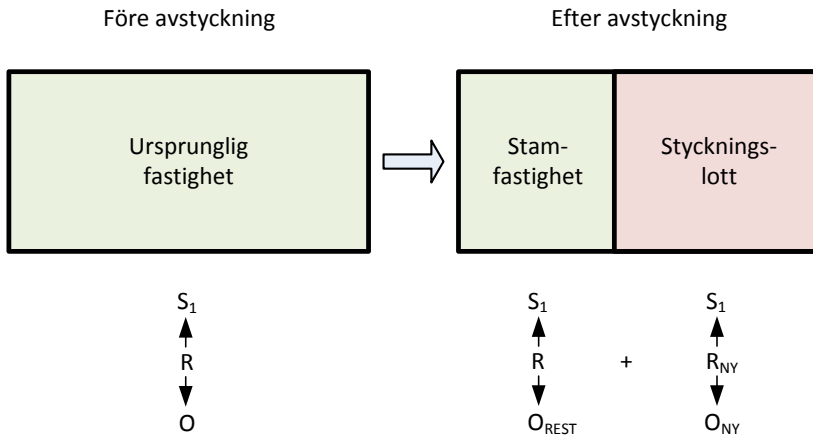 Före avstyckning
Efter avstyckning
Ursprunglig
fastighet
Stam-
fastighet
Stycknings-
lott
S₁
S₁
S₁
R
R
+
R_NY
O
O_REST
O_NY